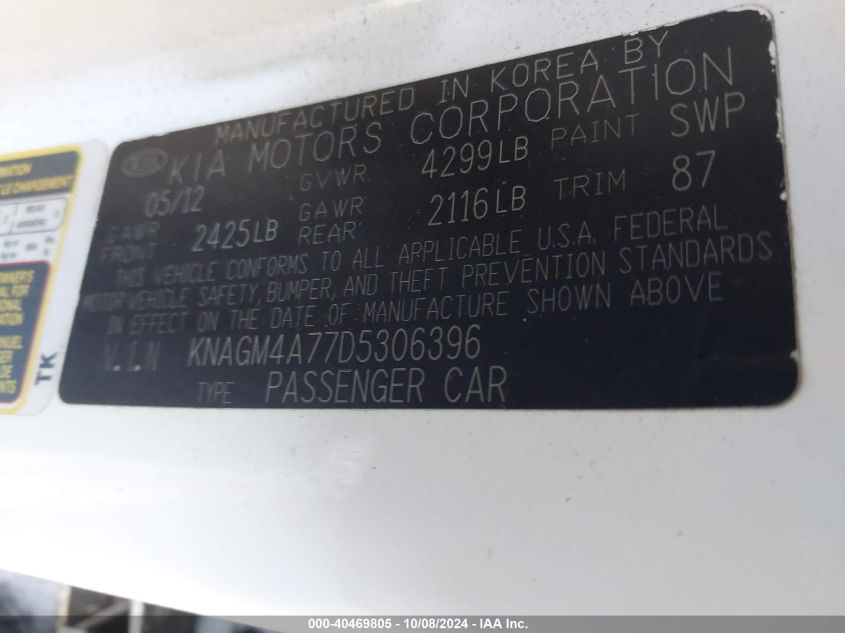 MANUFACTURED IN KOREA BY
KIA KIA MOTORS CORPORATION
05/12 GVWR 4299LB PAINT SWP
GAWR FRONT 2425LB GAWR REAR 2116LB TRIM 87
THIS VEHICLE CONFORMS TO ALL APPLICABLE U.S.A. FEDERAL
MOTOR VEHICLE SAFETY, BUMPER, AND THEFT PREVENTION STANDARDS
IN EFFECT ON THE DATE OF MANUFACTURE SHOWN ABOVE
V.I.N KNAGM4A77D5306396
TYPE PASSENGER CAR
TK
000-40469805 - 10/08/2024 - IAA Inc.